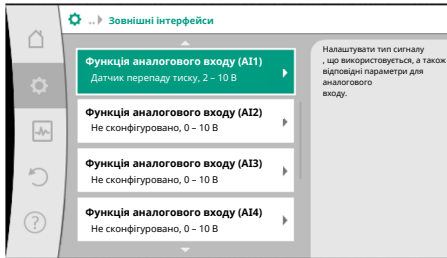 .. Зовнішні інтерфейси
Функція аналогового входу (AI1)
Датчик перепаду тиску, 2 – 10 В
Функція аналогового входу (AI2)
Не сконфігуровано, 0 – 10 В
Функція аналогового входу (AI3)
Не сконфігуровано, 0 – 10 В
Функція аналогового входу (AI4)
Не сконфігуровано, 0 – 10 В
Налаштувати тип сигналу
, що використовується, а також
відповідні параметри для
аналогового
входу.